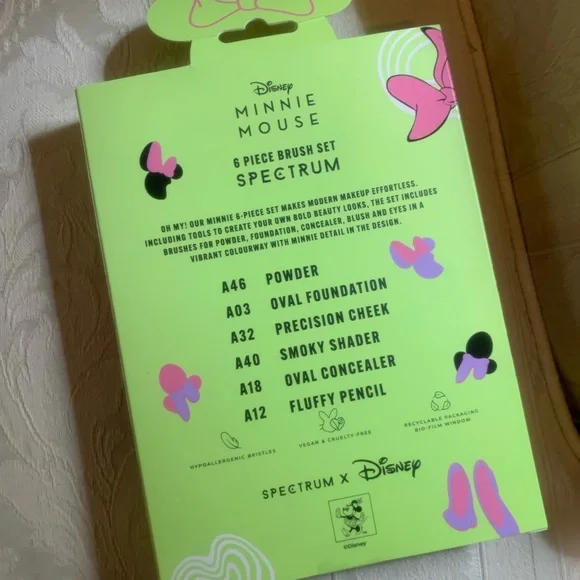 Disney
MINNIE
MOUSE
6 PIECE BRUSH SET
SPECTRUM
OH MY! OUR MINNIE 6-PIECE SET MAKES MODERN MAKEUP EFFORTLESS.
INCLUDING TOOLS TO CREATE YOUR OWN BOLD BEAUTY LOOKS, THE SET INCLUDES
BRUSHES FOR POWDER, FOUNDATION, CONCEALER, BLUSH AND EYES IN A
VIBRANT COLOURWAY WITH MINNIE DETAIL IN THE DESIGN.
A46 POWDER
A03 OVAL FOUNDATION
A32 PRECISION CHEEK
A40 SMOKY SHADER
A18 OVAL CONCEALER
A12 FLUFFY PENCIL
HYPOALLERGENIC BRISTLES
VEGAN & CRUELTY-FREE
RECYCLABLE PACKAGING
BIO-FILM WINDOW
SPECTRUM X Disney
©Disney